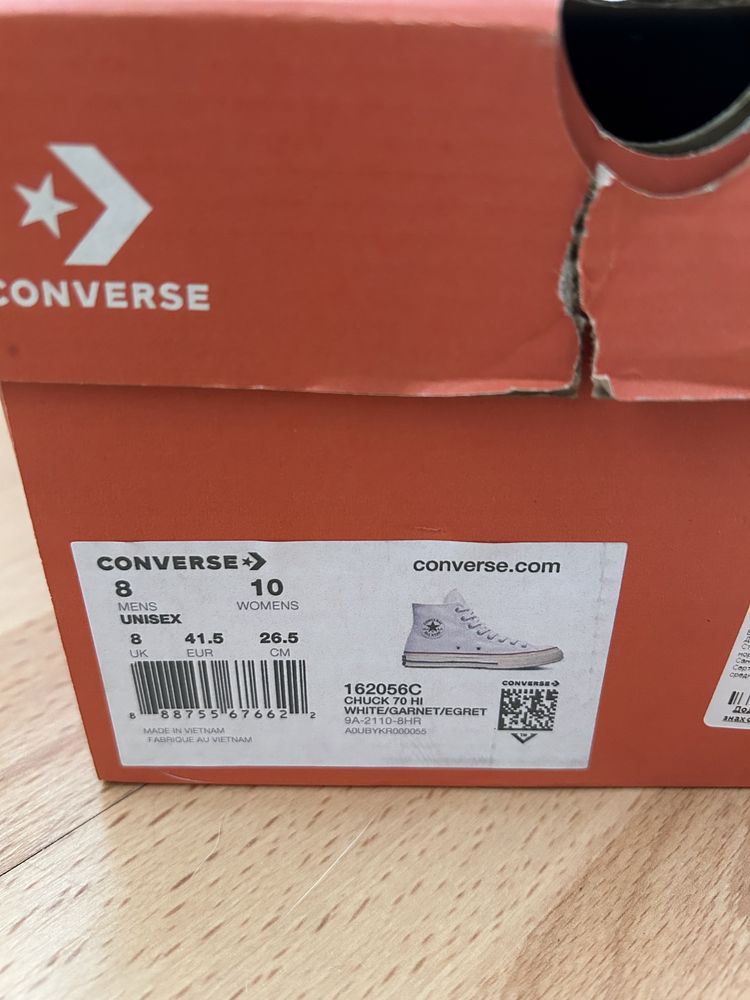 CONVERSE
CONVERSE
converse.com
8 10
MENS WOMENS
UNISEX
8 41.5 26.5
UK EUR CM
8 88755 67662 2
MADE IN VIETNAM
FABRIQUE AU VIETNAM
162056C
CHUCK 70 HI
WHITE/GARNET/EGRET
9A-2110-8HR
A0UBYKR000055
CONVERSE